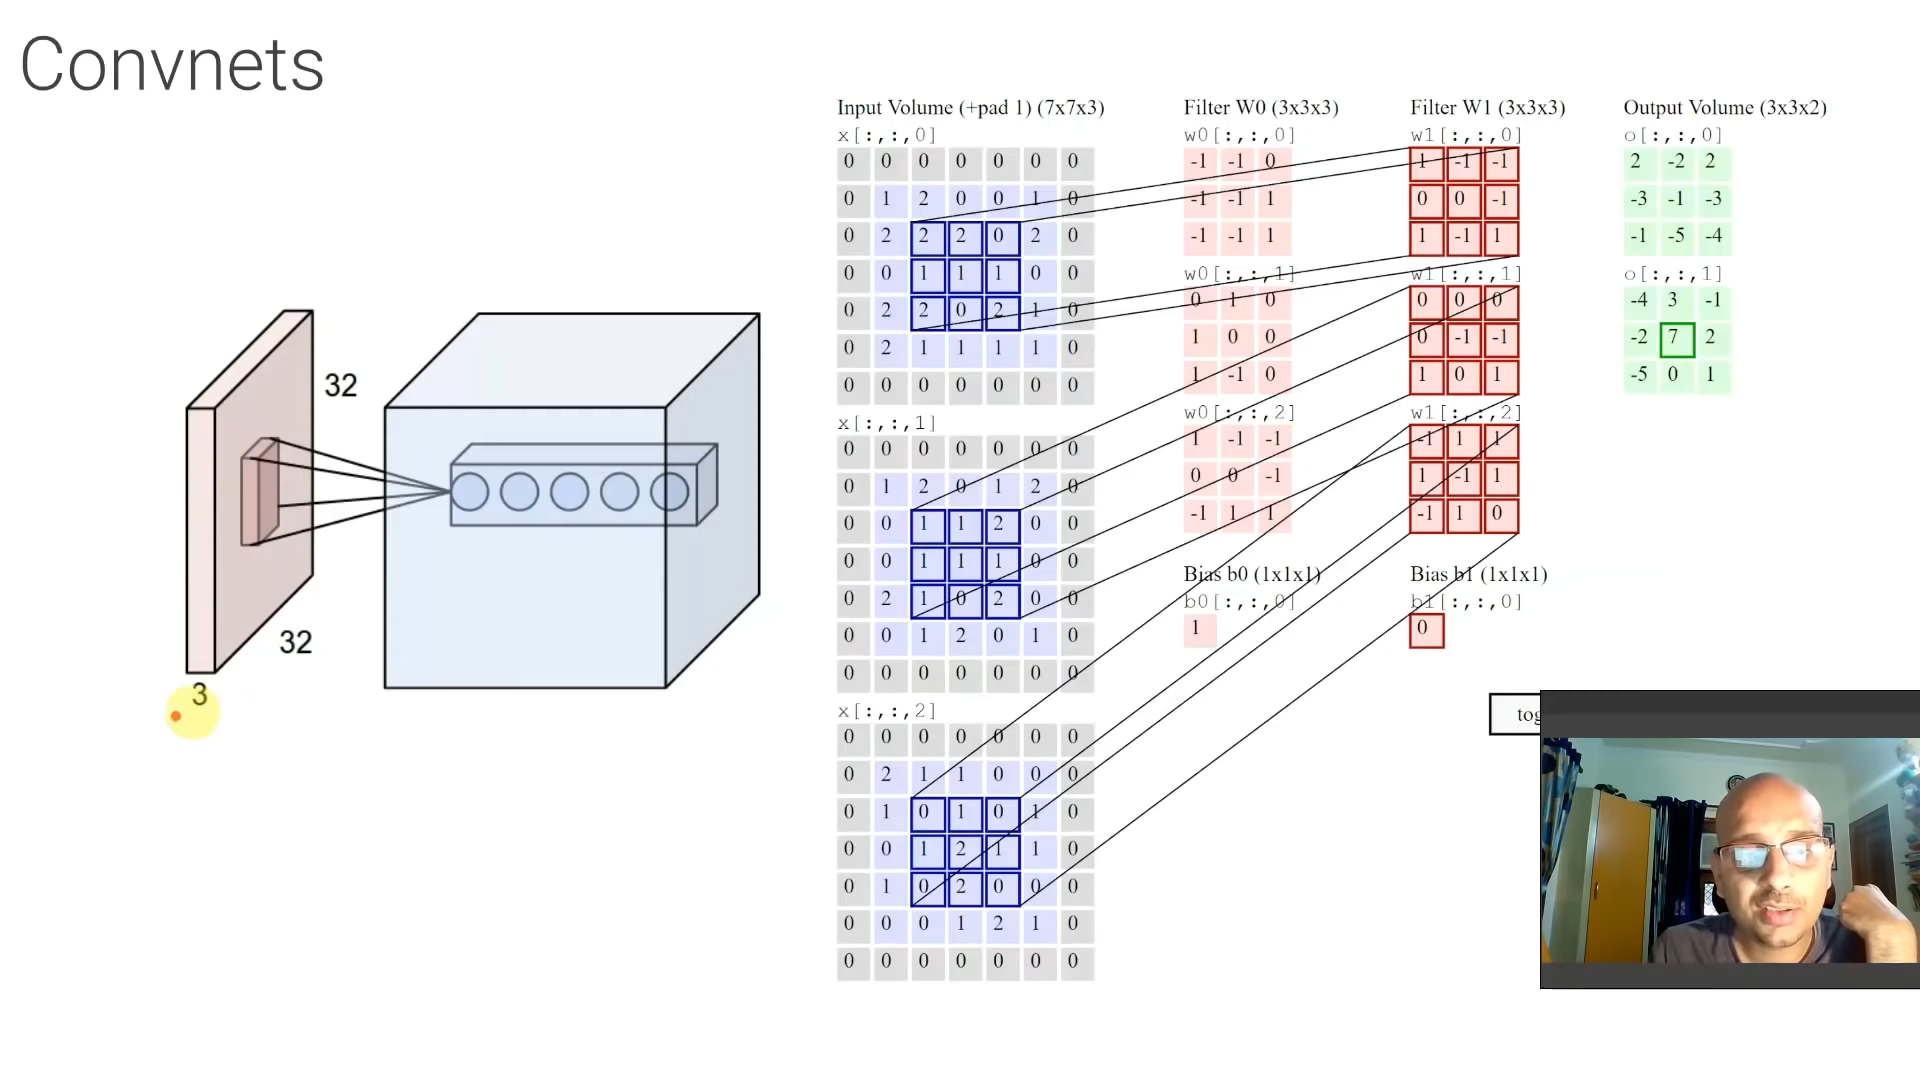 Convnets
32
32
3
Input Volume (+pad 1) (7x7x3)
x[:,:,0]
0 0 0 0 0 0 0
0 1 2 0 0 1 0
0 2 2 2 0 2 0
0 0 1 1 1 0 0
0 2 2 0 2 1 0
0 2 1 1 1 1 0
0 0 0 0 0 0 0
x[:,:,1]
0 0 0 0 0 0 0
0 1 2 0 1 2 0
0 0 1 1 2 0 0
0 0 1 1 1 0 0
0 2 1 0 2 0 0
0 0 1 2 0 1 0
0 0 0 0 0 0 0
x[:,:,2]
0 0 0 0 0 0 0
0 2 1 1 0 0 0
0 1 0 1 0 1 0
0 0 1 2 1 1 0
0 1 0 2 0 0 0
0 0 0 1 2 1 0
0 0 0 0 0 0 0
Filter W0 (3x3x3)
w0[:,:,0]
-1 -1 0
-1 -1 1
-1 -1 1
w0[:,:,1]
0 1 0
1 0 0
1 -1 0
w0[:,:,2]
1 -1 -1
0 0 -1
-1 1 1
Bias b0 (1x1x1)
b0[:,:,0]
1
Filter W1 (3x3x3)
w1[:,:,0]
1 -1 -1
0 0 -1
1 -1 1
w1[:,:,1]
0 0 0
0 -1 -1
1 0 1
w1[:,:,2]
-1 1 1
1 -1 1
-1 1 0
Bias b1 (1x1x1)
b1[:,:,0]
0
Output Volume (3x3x2)
o[:,:,0]
2 -2 2
-3 -1 -3
-1 -5 -4
o[:,:,1]
-4 3 -1
-2 7 2
-5 0 1